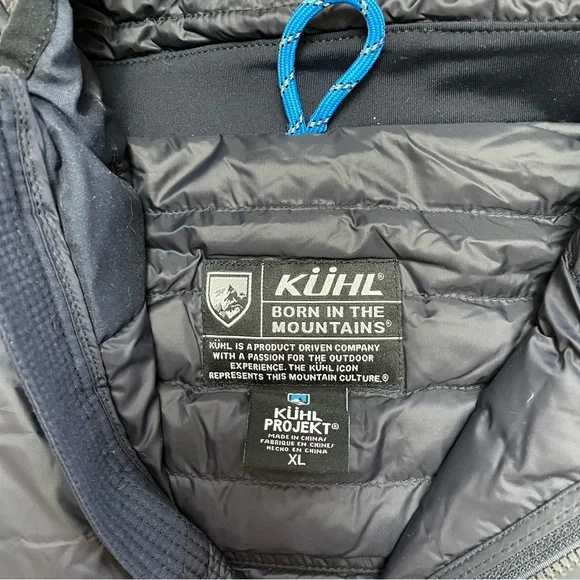 KÜHL®
BORN IN THE
MOUNTAINS®
KÜHL IS A PRODUCT DRIVEN COMPANY
WITH A PASSION FOR THE OUTDOOR
EXPERIENCE. THE KÜHL ICON
REPRESENTS THIS MOUNTAIN CULTURE.®
KÜHL
PROJEKT®
MADE IN CHINA
FABRIQUE EN CHINE
HECHO EN CHINA
XL